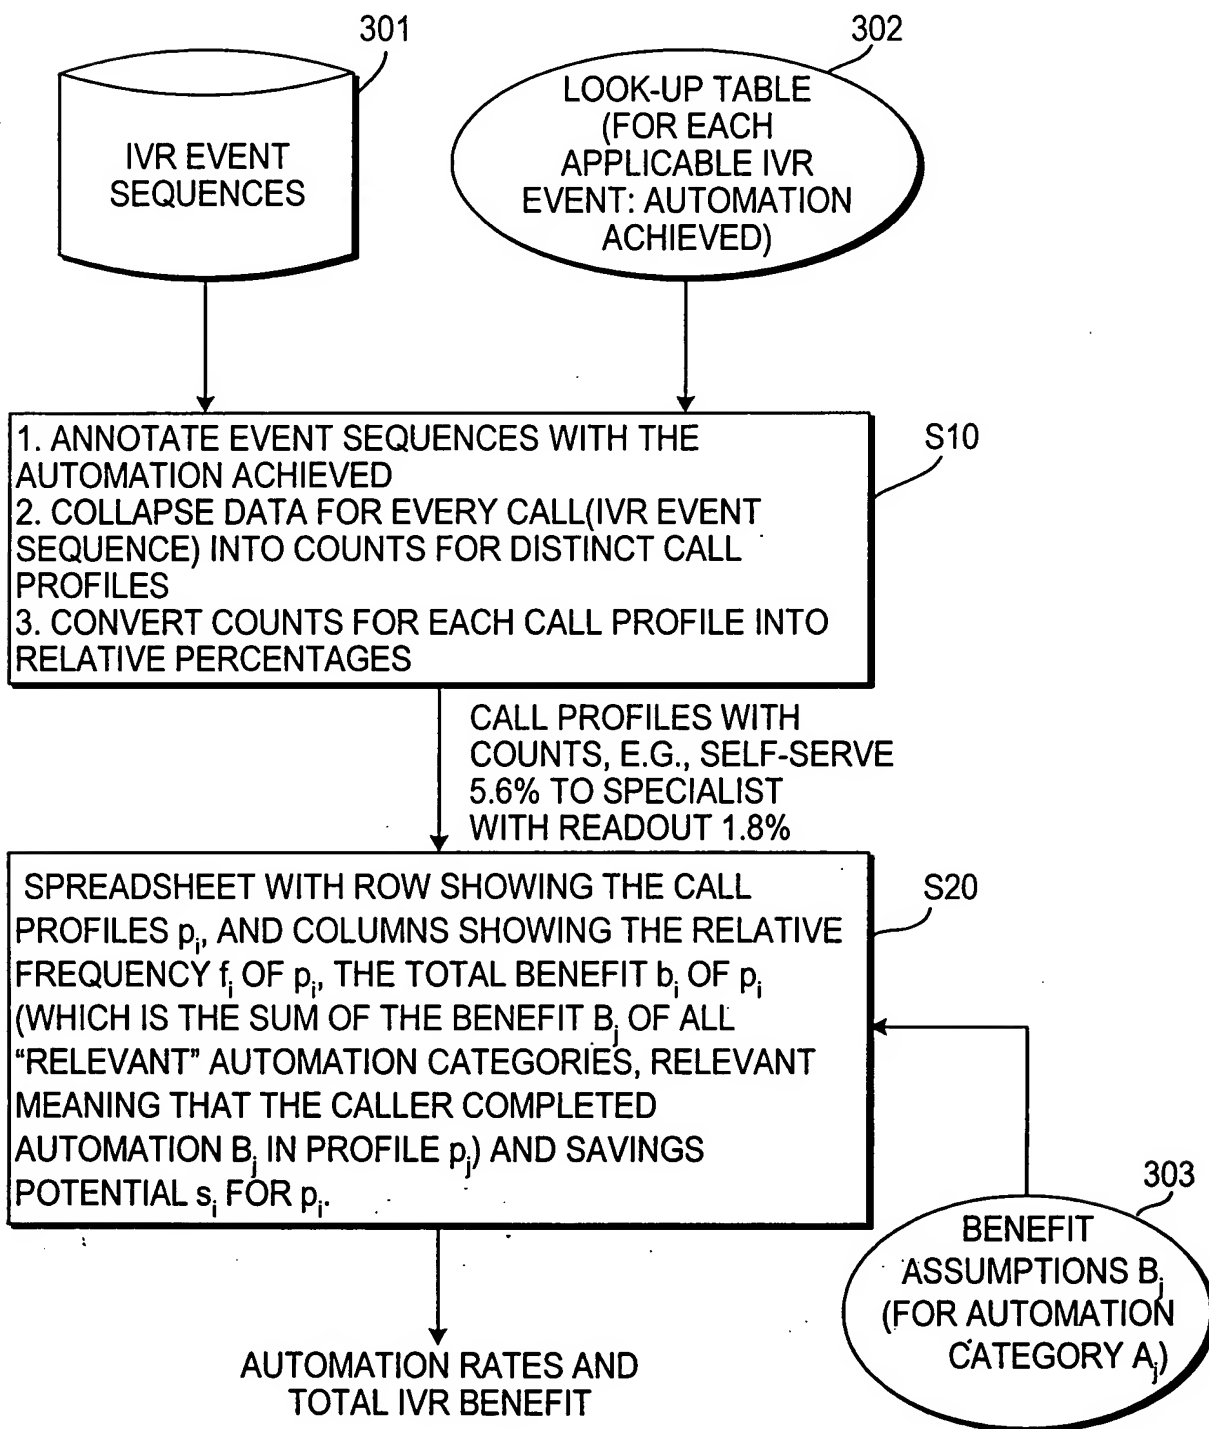 301
IVR EVENT
SEQUENCES
302
LOOK-UP TABLE
(FOR EACH
APPLICABLE IVR
EVENT: AUTOMATION
ACHIEVED)
1. ANNOTATE EVENT SEQUENCES WITH THE
AUTOMATION ACHIEVED
2. COLLAPSE DATA FOR EVERY CALL(IVR EVENT
SEQUENCE) INTO COUNTS FOR DISTINCT CALL
PROFILES
3. CONVERT COUNTS FOR EACH CALL PROFILE INTO
RELATIVE PERCENTAGES
S10
CALL PROFILES WITH
COUNTS, E.G., SELF-SERVE
5.6% TO SPECIALIST
WITH READOUT 1.8%
SPREADSHEET WITH ROW SHOWING THE CALL
PROFILES pi, AND COLUMNS SHOWING THE RELATIVE
FREQUENCY fi OF pi, THE TOTAL BENEFIT bi OF pi
(WHICH IS THE SUM OF THE BENEFIT Bj OF ALL
“RELEVANT” AUTOMATION CATEGORIES, RELEVANT
MEANING THAT THE CALLER COMPLETED
AUTOMATION Bj IN PROFILE pj) AND SAVINGS
POTENTIAL si FOR pi.
S20
303
BENEFIT
ASSUMPTIONS Bj
(FOR AUTOMATION
CATEGORY Aj)
AUTOMATION RATES AND
TOTAL IVR BENEFIT